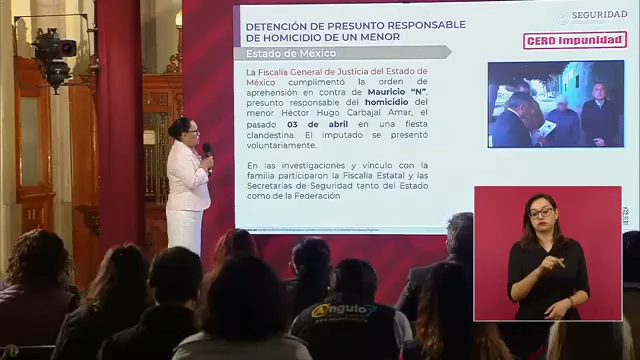 DETENCIÓN DE PRESUNTO RESPONSABLE
DE HOMICIDIO DE UN MENOR
SEGURIDAD
CERO Impunidad
Estado de México
La Fiscalía General de Justicia del Estado de
México cumplimentó la orden de
aprehensión en contra de Mauricio “N”,
presunto responsable del homicidio del
menor Héctor Hugo Carbajal Amar, el
pasado 03 de abril en una fiesta
clandestina. El imputado se presentó
voluntariamente.
En las investigaciones y vínculo con la
familia participaron la Fiscalía Estatal y las
Secretarías de Seguridad tanto del Estado
como de la Federación
Angulo7